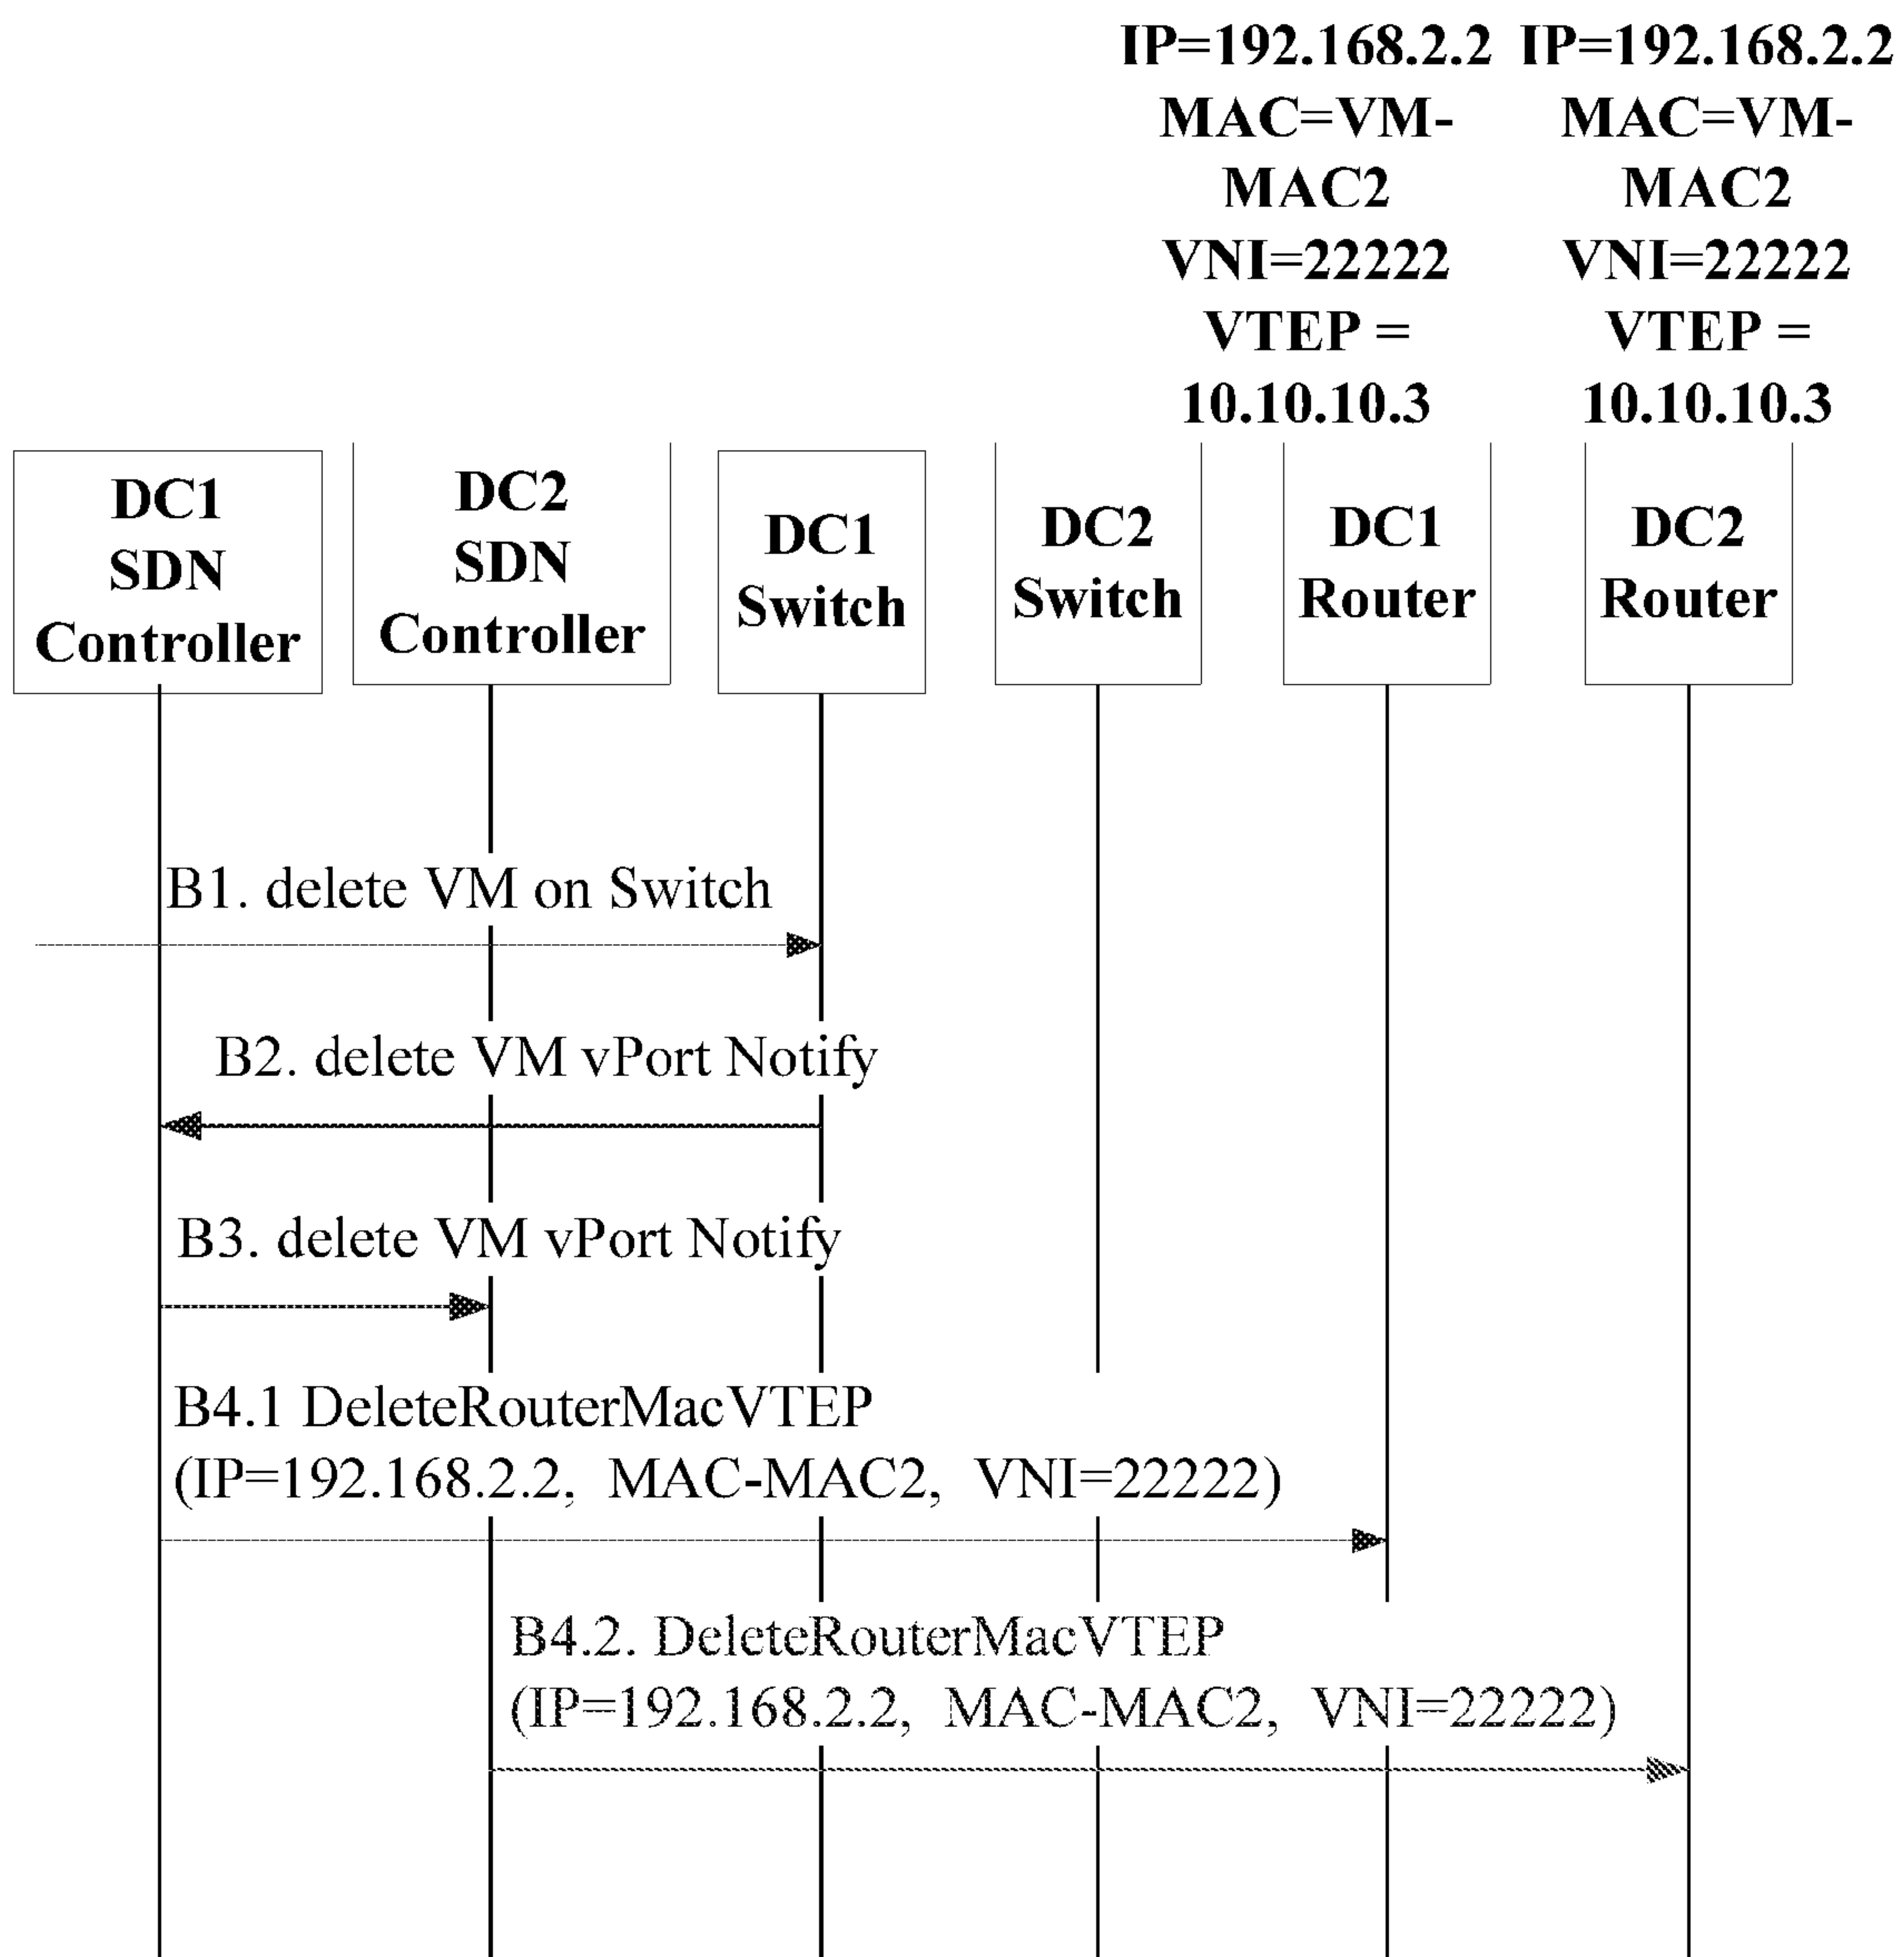 IP=192.168.2.2
MAC=VM-
MAC2
VNI=22222
VTEP =
10.10.10.3
IP=192.168.2.2
MAC=VM-
MAC2
VNI=22222
VTEP =
10.10.10.3
DC1
SDN
Controller
DC2
SDN
Controller
DC1
Switch
DC2
Switch
DC1
Router
DC2
Router
B1. delete VM on Switch
B2. delete VM vPort Notify
B3. delete VM vPort Notify
B4.1 DeleteRouterMacVTEP
(IP=192.168.2.2, MAC-MAC2, VNI=22222)
B4.2. DeleteRouterMacVTEP
(IP=192.168.2.2, MAC-MAC2, VNI=22222)